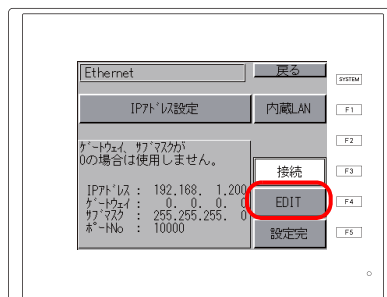 Ethernet 戻る
SYSTEM
IPｱﾄﾞﾚｽ設定 内蔵LAN F1
F2
ｹﾞｰﾄｳｪｲ、ｻﾌﾞﾏｽｸが
0の場合は使用しません。
接続 F3
IPｱﾄﾞﾚｽ : 192.168. 1.200
ｹﾞｰﾄｳｪｲ : 0. 0. 0. 0
EDIT F4
ｻﾌﾞﾏｽｸ : 255.255.255. 0
ﾎﾟｰﾄNo : 10000
設定完 F5